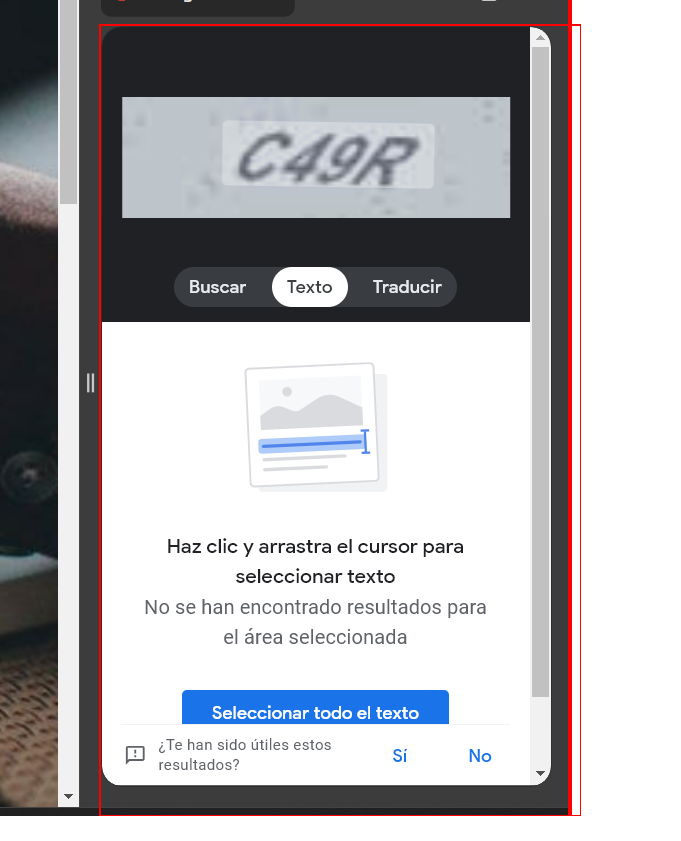 C49R
Buscar
Texto
Traducir
Haz clic y arrastra el cursor para
seleccionar texto
No se han encontrado resultados para
el área seleccionada
Seleccionar todo el texto
¿Te han sido útiles estos
resultados?
Sí
No